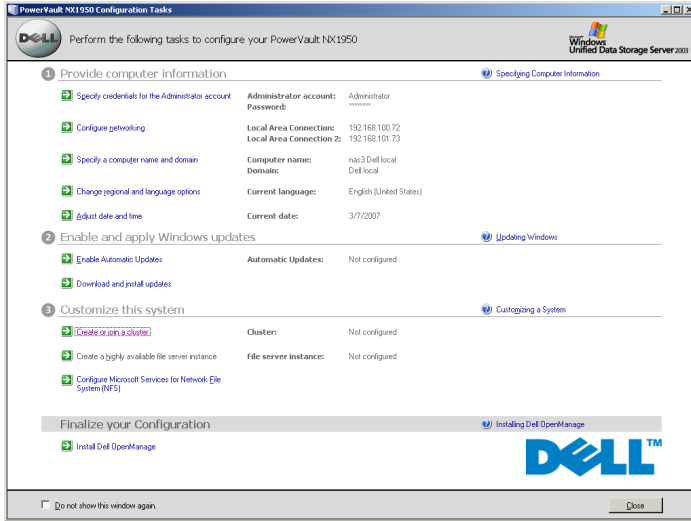 PowerVault NX1950 Configuration Tasks
DELL
Perform the following tasks to configure your PowerVault NX1950
Microsoft
Windows
Unified Data Storage Server 2003
1 Provide computer information
Specifying Computer Information
Specify credentials for the Administrator account
Administrator account: Administrator
Password: ********
Configure networking
Local Area Connection: 192.168.100.72
Local Area Connection 2: 192.168.101.73
Specify a computer name and domain
Computer name: nas3.Dell.local
Domain: Dell.local
Change regional and language options
Current language: English (United States)
Adjust date and time
Current date: 3/7/2007
2 Enable and apply Windows updates
Updating Windows
Enable Automatic Updates
Automatic Updates: Not configured
Download and install updates
3 Customize this system
Customizing a System
Create or join a cluster
Cluster: Not configured
Create a highly available file server instance
File server instance: Not configured
Configure Microsoft Services for Network File
System (NFS)
Finalize your Configuration
Installing Dell OpenManage
Install Dell OpenManage
DELL™
Do not show this window again.
Close